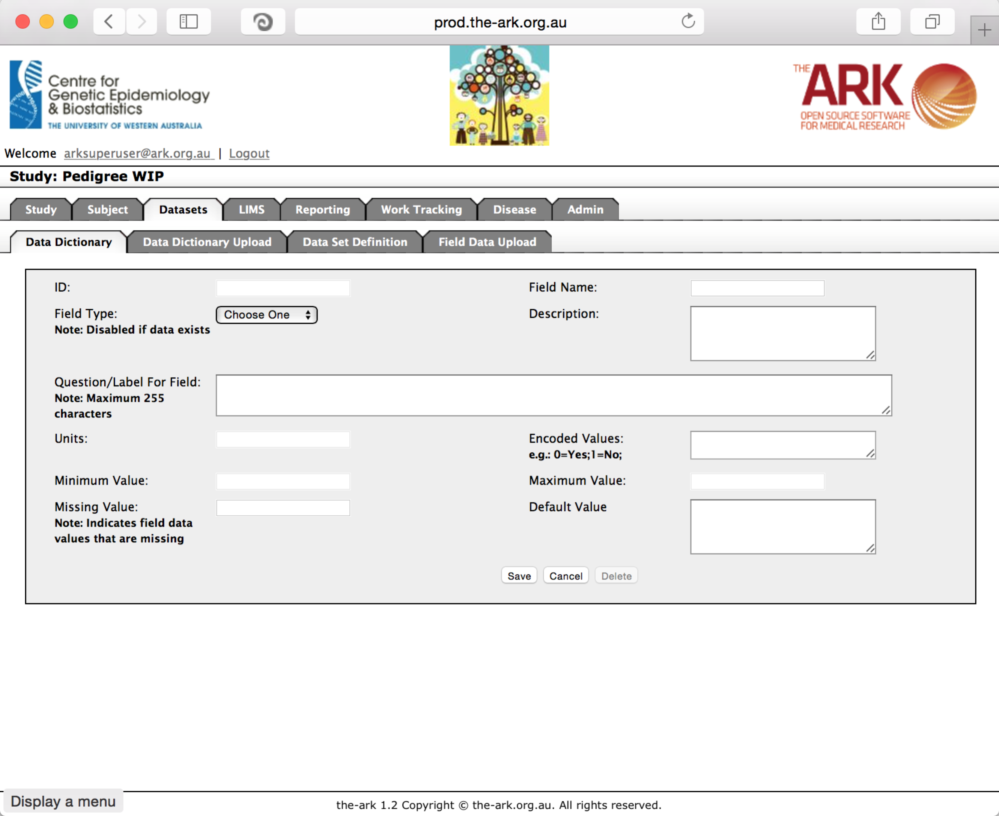 prod.the-ark.org.au
Centre for
Genetic Epidemiology
& Biostatistics
THE UNIVERSITY OF WESTERN AUSTRALIA
THE ARK
OPEN SOURCE SOFTWARE
FOR MEDICAL RESEARCH
Welcome arksuperuser@ark.org.au | Logout
Study: Pedigree WIP
Study Subject Datasets LIMS Reporting Work Tracking Disease Admin
Data Dictionary Data Dictionary Upload Data Set Definition Field Data Upload
ID: Field Name:
Field Type: Choose One Description:
Note: Disabled if data exists
Question/Label For Field:
Note: Maximum 255
characters
Units: Encoded Values:
e.g.: 0=Yes;1=No;
Minimum Value: Maximum Value:
Missing Value: Default Value
Note: Indicates field data
values that are missing
Save Cancel Delete
Display a menu
the-ark 1.2 Copyright © the-ark.org.au. All rights reserved.